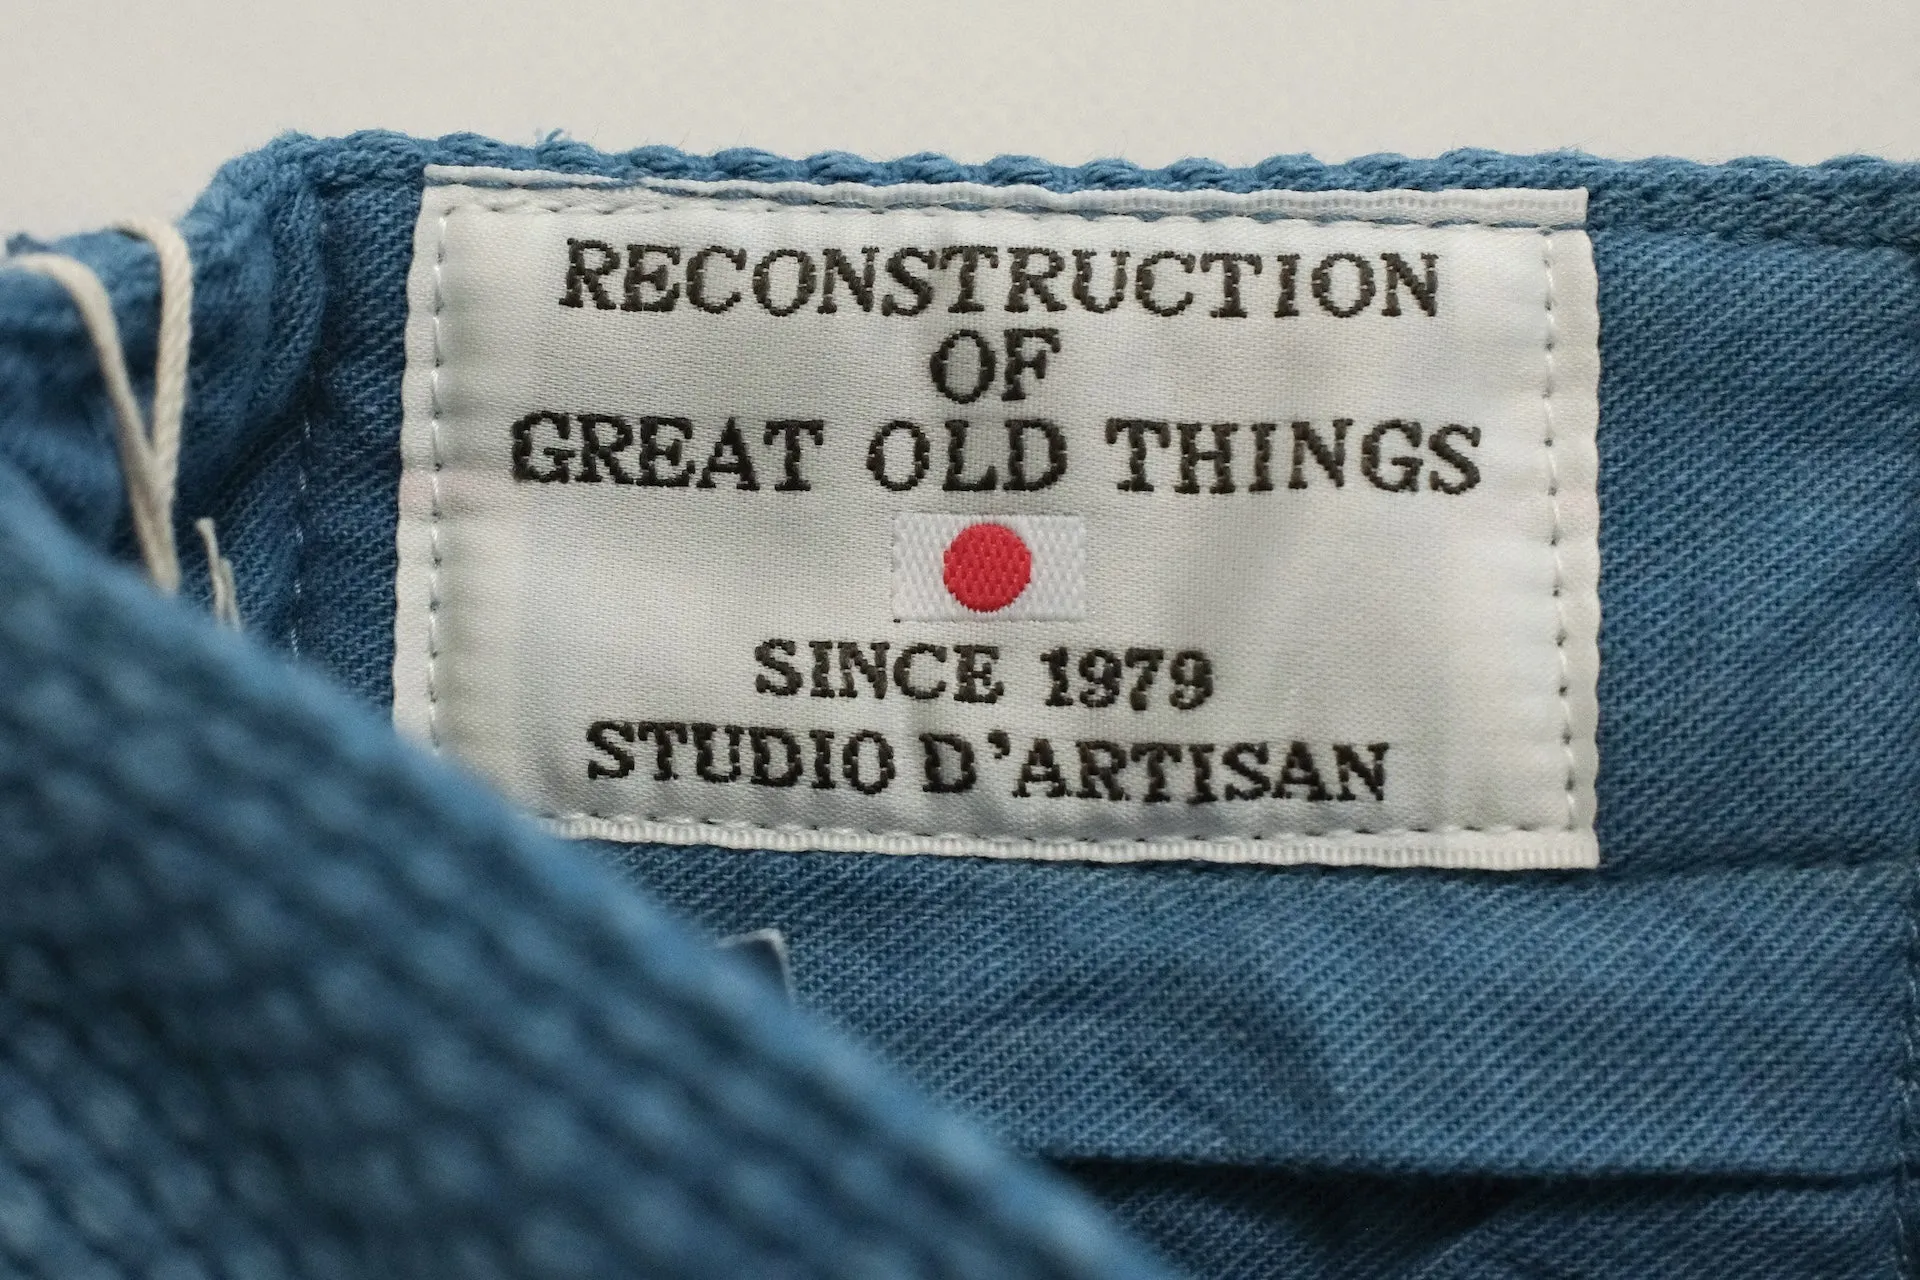 RECONSTRUCTION
OF
GREAT OLD THINGS
SINCE 1979
STUDIO D'ARTISAN